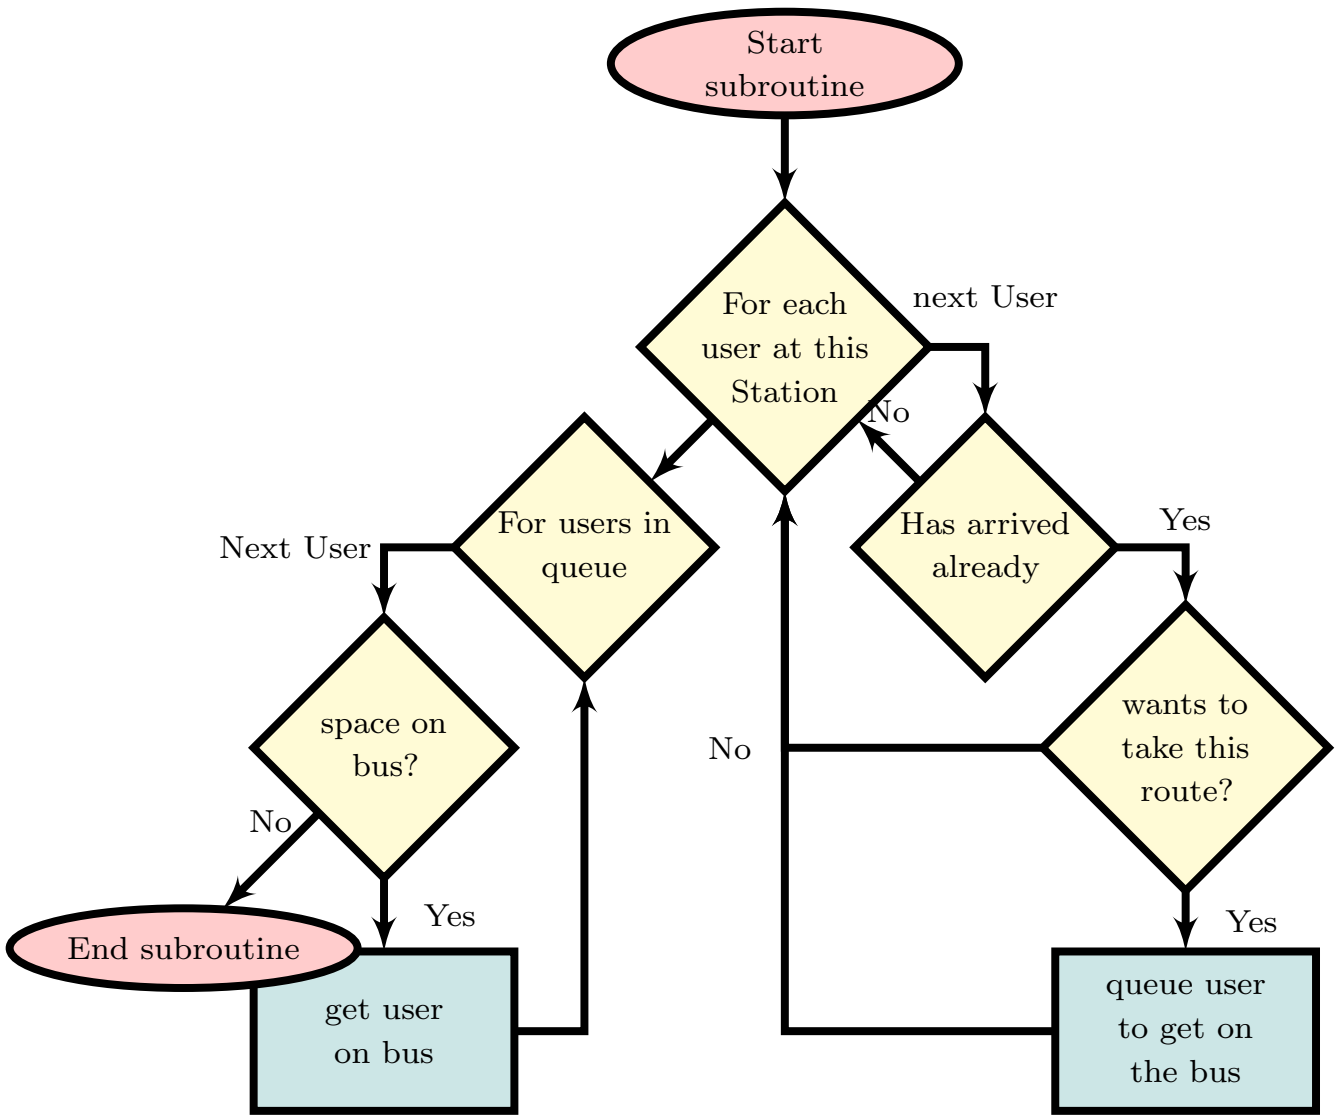 Start
subroutine
For each
user at this
Station
next User
No
Has arrived
already
Yes
For users in
queue
Next User
space on
bus?
wants to
take this
route?
No
No
Yes
Yes
End subroutine
get user
on bus
queue user
to get on
the bus